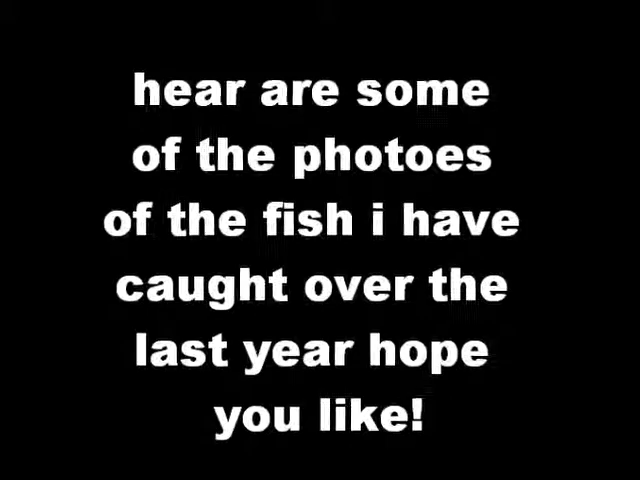 hear are some
of the photoes
of the fish i have
caught over the
last year hope
you like!